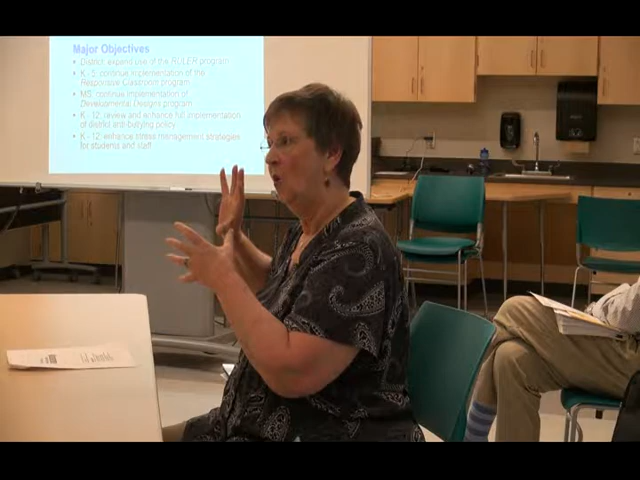 Major Objectives
• District: expand use of the RULER program
• K - 5: continue implementation of the
Responsive Classroom program
• MS: continue implementation of
Developmental Designs program
• K - 12: review and enhance full implementation
of district anti-bullying policy
• K - 12: enhance stress management strategies
for students and staff